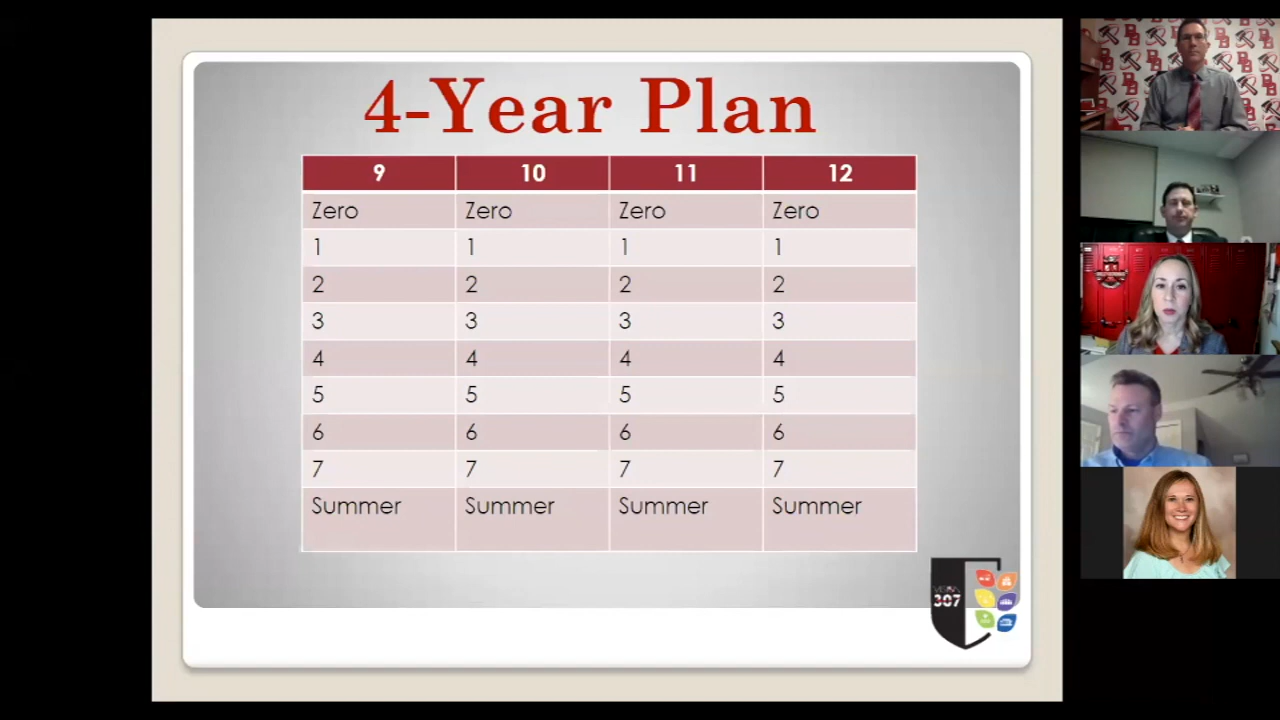 4-Year Plan
9 10 11 12
Zero Zero Zero Zero
1 1 1 1
2 2 2 2
3 3 3 3
4 4 4 4
5 5 5 5
6 6 6 6
7 7 7 7
Summer Summer Summer Summer
307